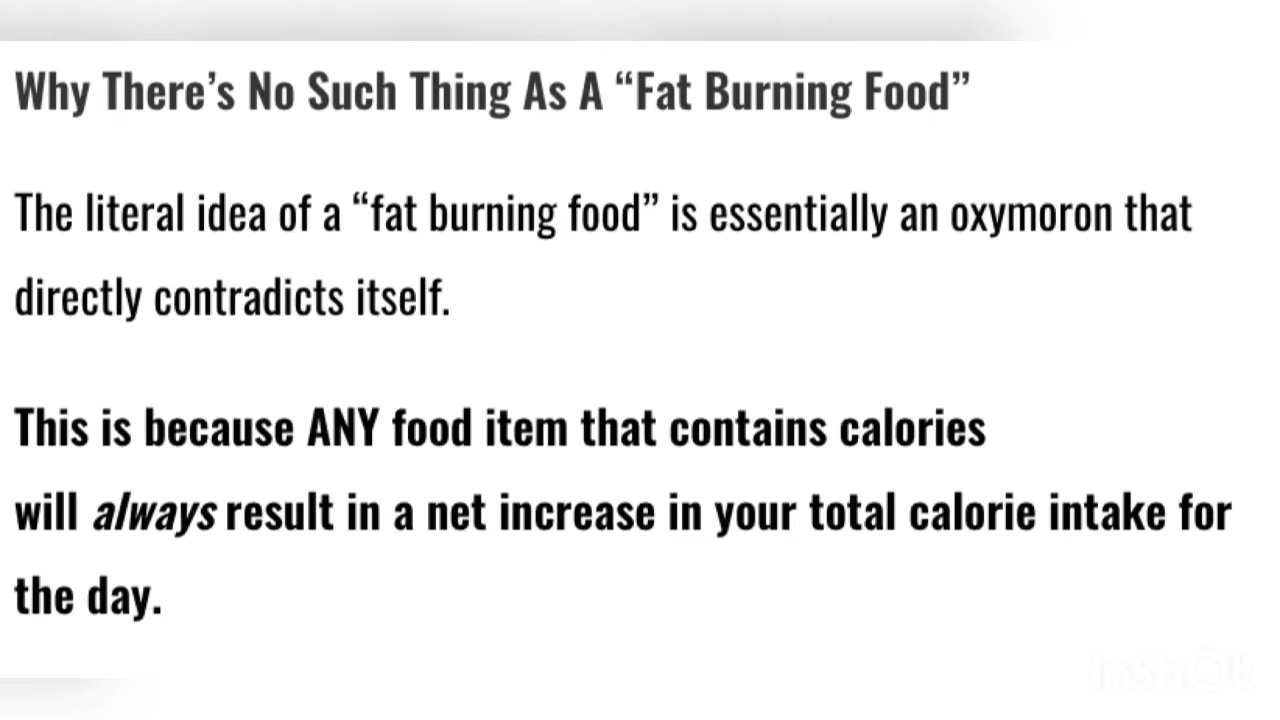 Why There’s No Such Thing As A “Fat Burning Food”
The literal idea of a “fat burning food” is essentially an oxymoron that
directly contradicts itself.
This is because ANY food item that contains calories
will always result in a net increase in your total calorie intake for
the day.
InShOt